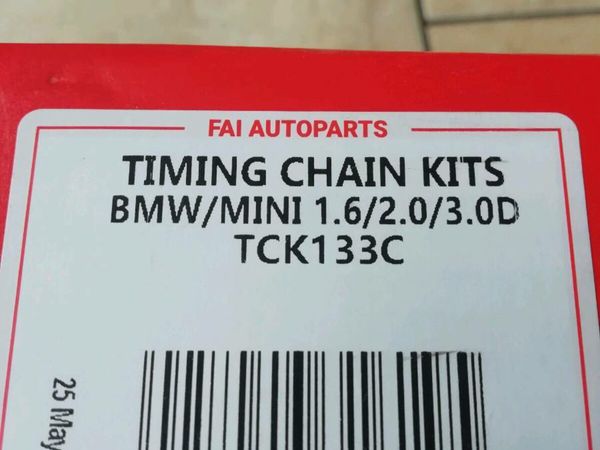 FAI AUTOPARTS
TIMING CHAIN KITS
BMW/MINI 1.6/2.0/3.0D
TCK133C
25 May